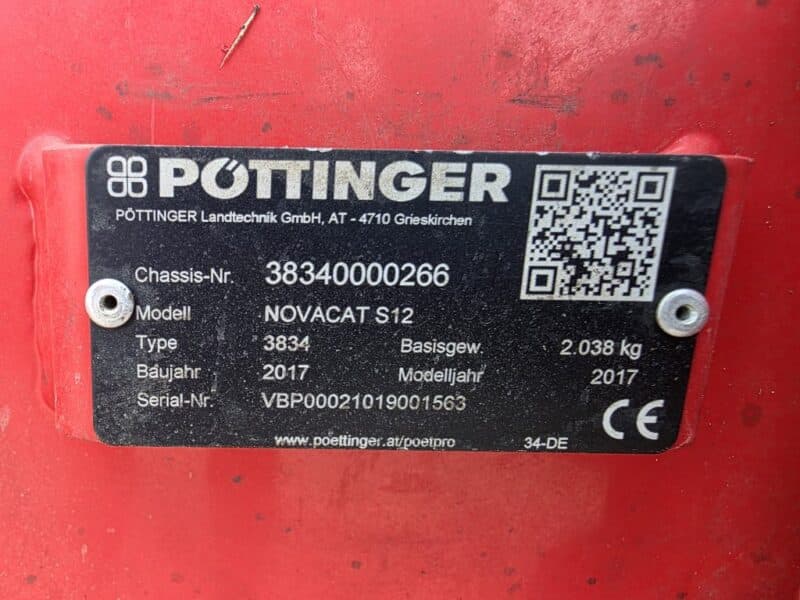 PÖTTINGER
PÖTTINGER Landtechnik GmbH, AT - 4710 Grieskirchen
Chassis-Nr. 38340000266
Modell NOVACAT S12
Type 3834 Basisgew. 2.038 kg
Baujahr 2017 Modelljahr 2017
Serial-Nr. VBP00021019001563
CE
www.poettinger.at/poetpro 34-DE